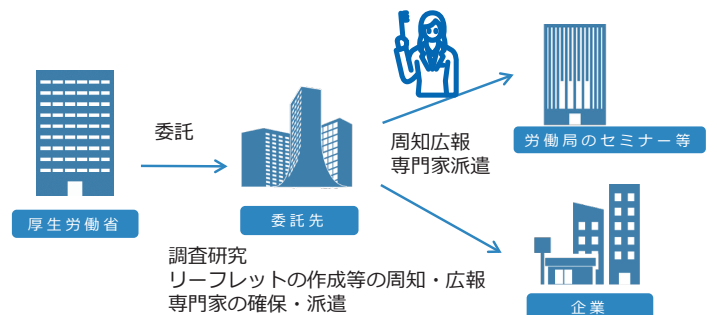 委託
周知広報
専門家派遣
労働局のセミナー等
厚生労働省
委託先
調査研究
リーフレットの作成等の周知・広報
専門家の確保・派遣
企業